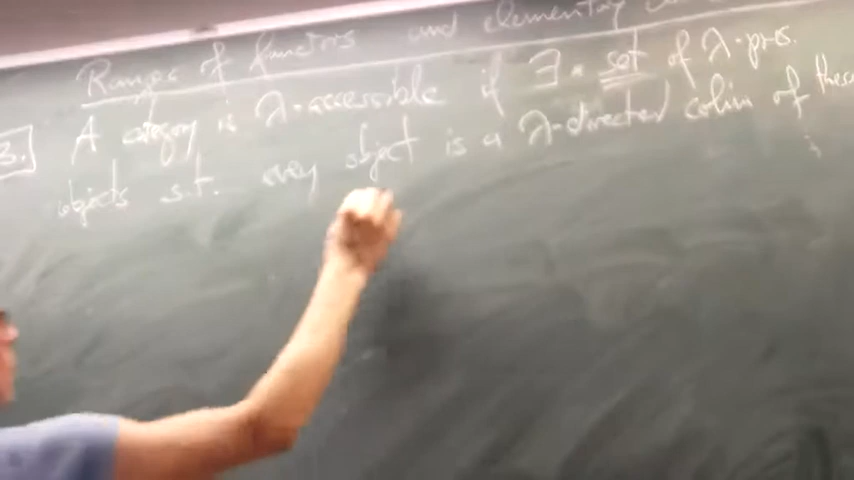 Ranges of functors and elementary
3. A category is λ-accessible if ∃ a set of λ-pres.
objects s.t. every object is a λ-directed colim of these